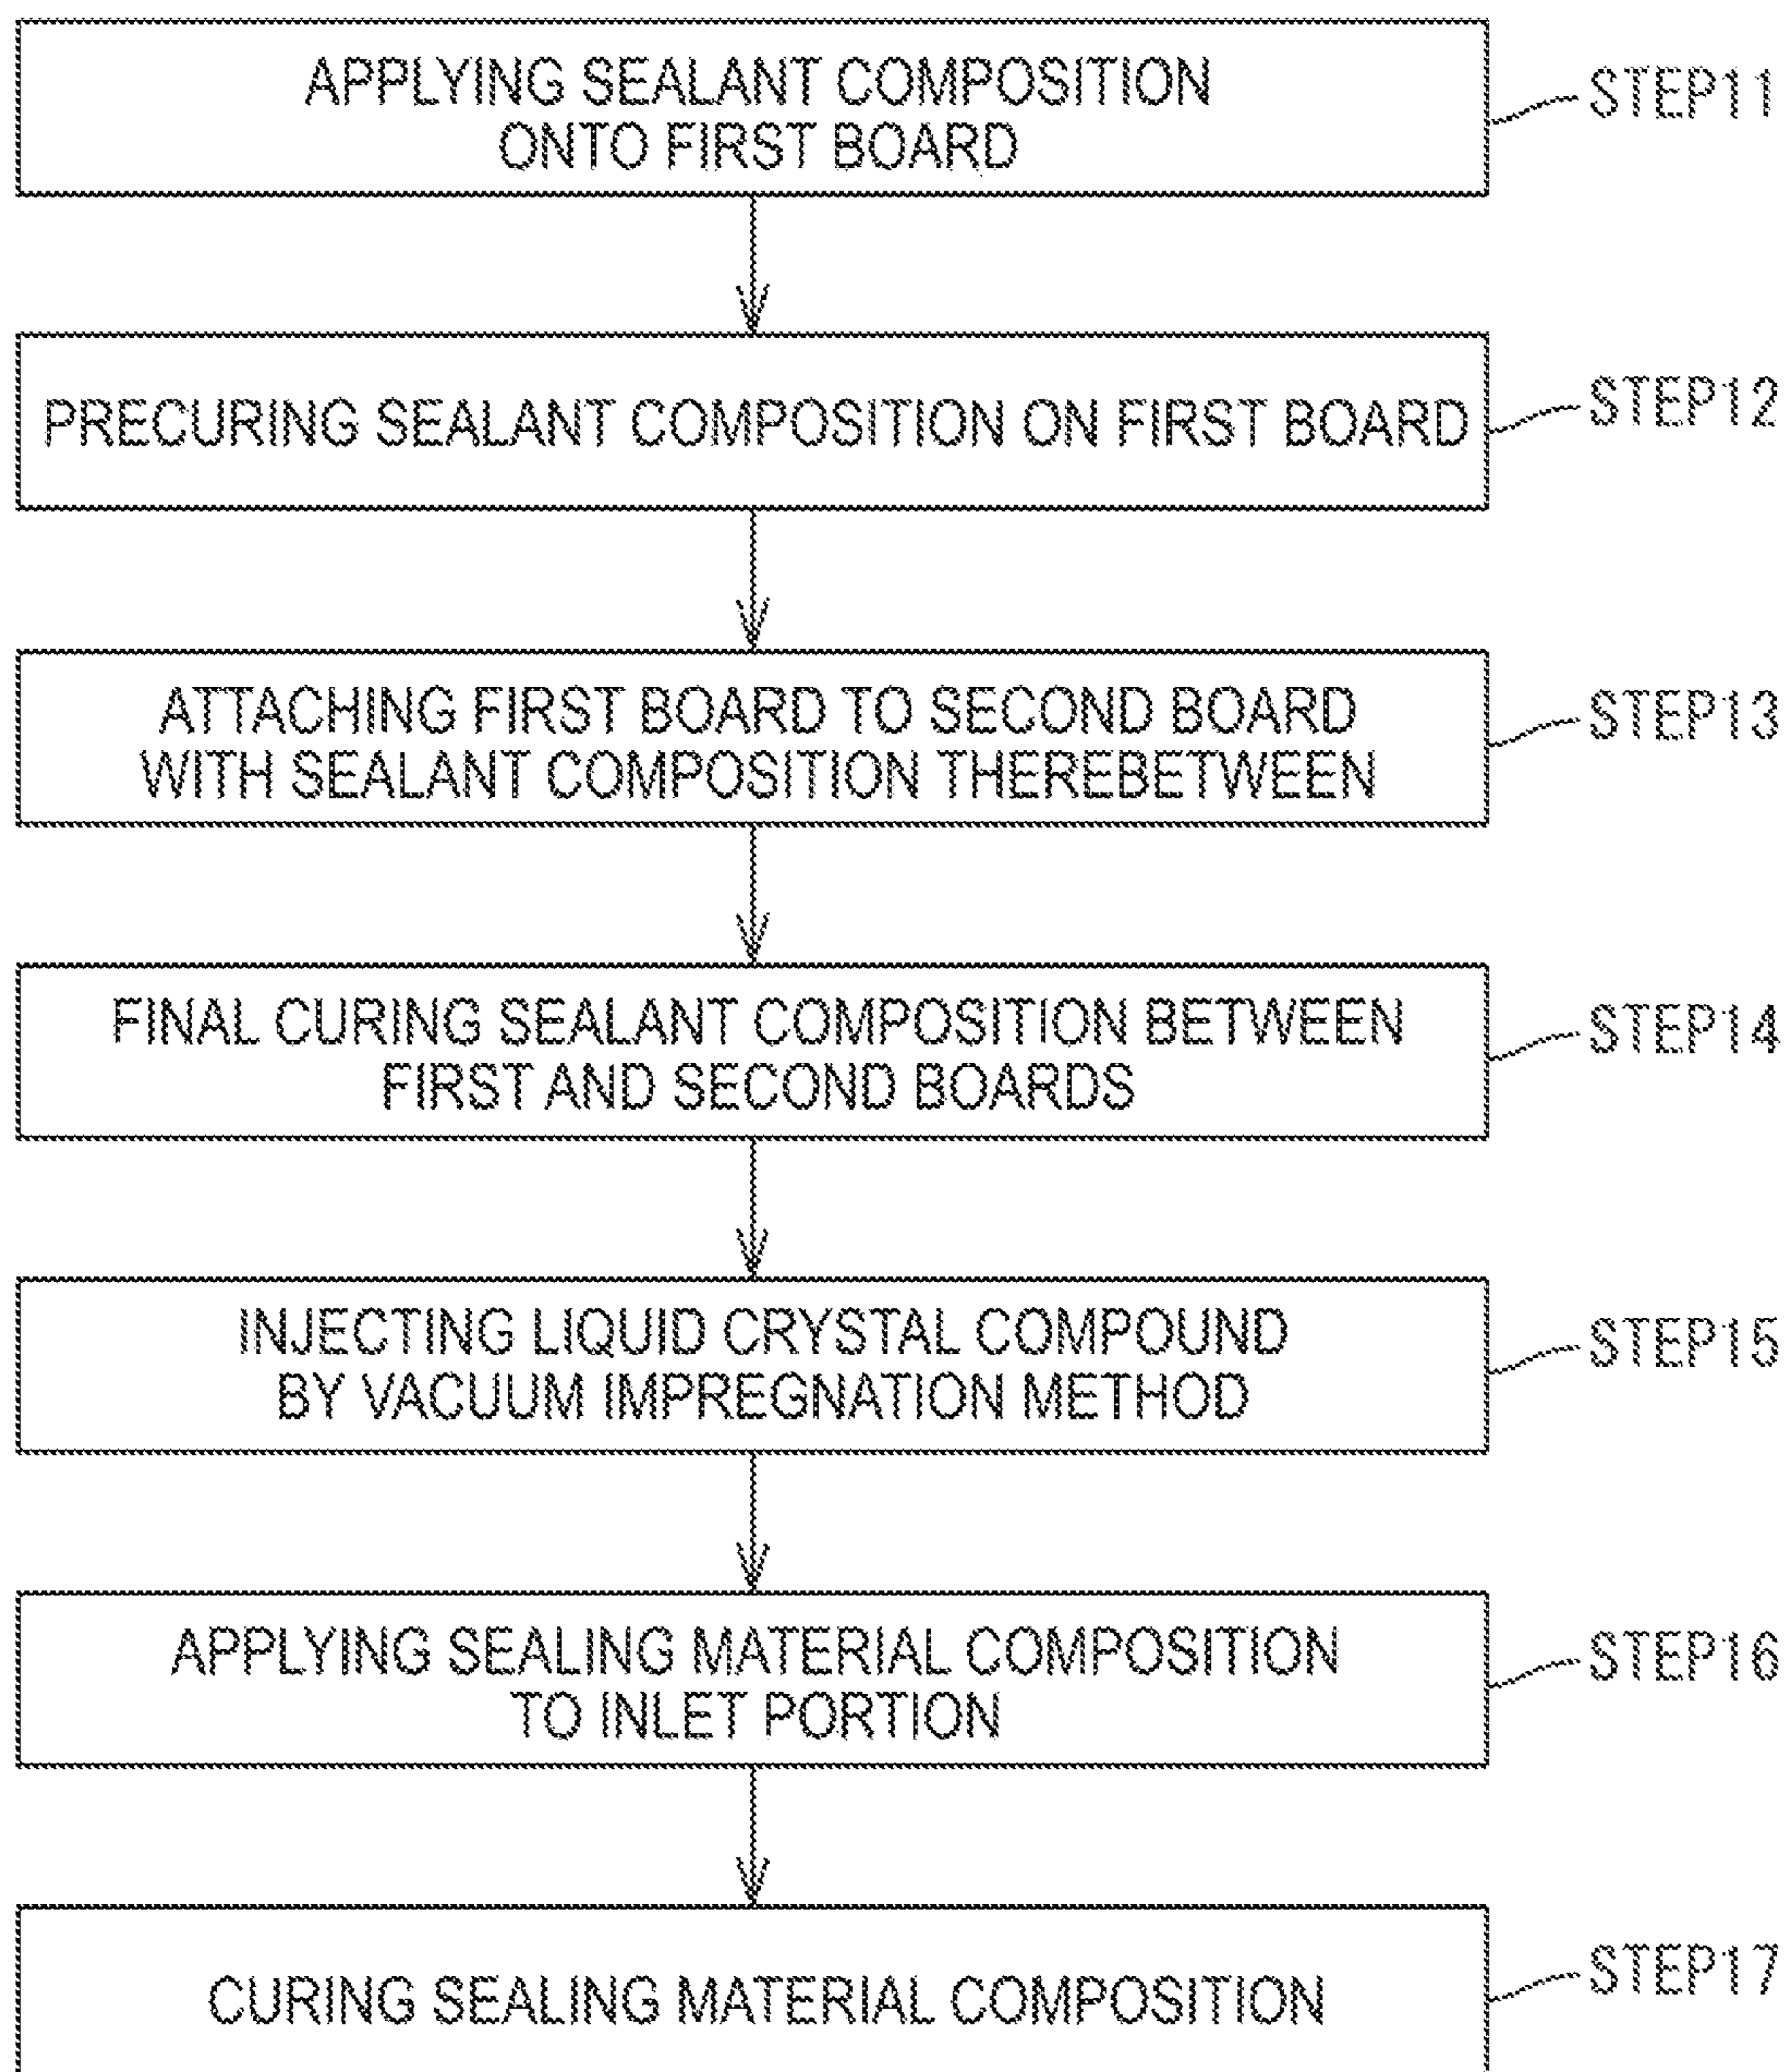 APPLYING SEALANT COMPOSITION
ONTO FIRST BOARD
STEP11
PRECURING SEALANT COMPOSITION ON FIRST BOARD
STEP12
ATTACHING FIRST BOARD TO SECOND BOARD
WITH SEALANT COMPOSITION THEREBETWEEN
STEP13
FINAL CURING SEALANT COMPOSITION BETWEEN
FIRST AND SECOND BOARDS
STEP14
INJECTING LIQUID CRYSTAL COMPOUND
BY VACUUM IMPREGNATION METHOD
STEP15
APPLYING SEALING MATERIAL COMPOSITION
TO INLET PORTION
STEP16
CURING SEALING MATERIAL COMPOSITION
STEP17